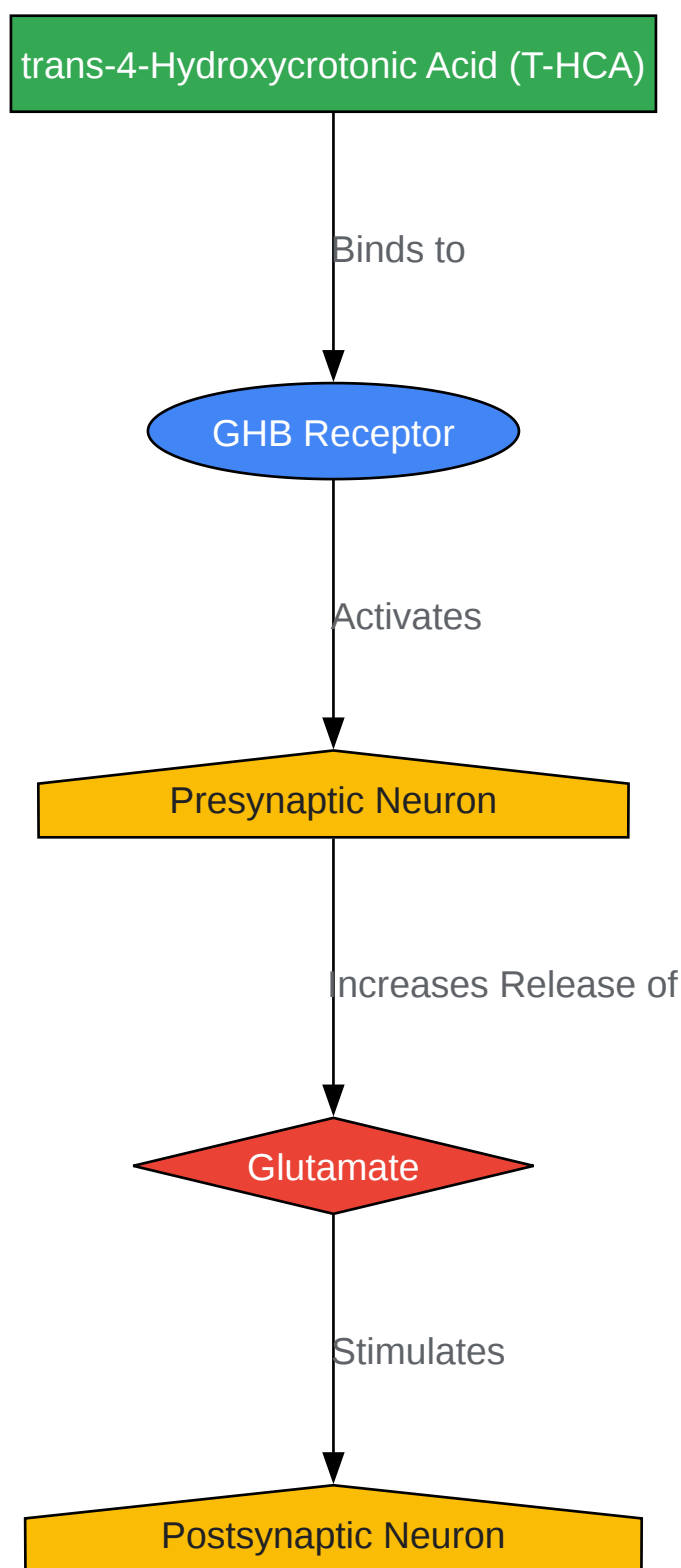 trans-4-Hydroxycrotonic Acid (T-HCA)
Binds to
GHB Receptor
Activates
Presynaptic Neuron
Increases Release of
Glutamate
Stimulates
Postsynaptic Neuron